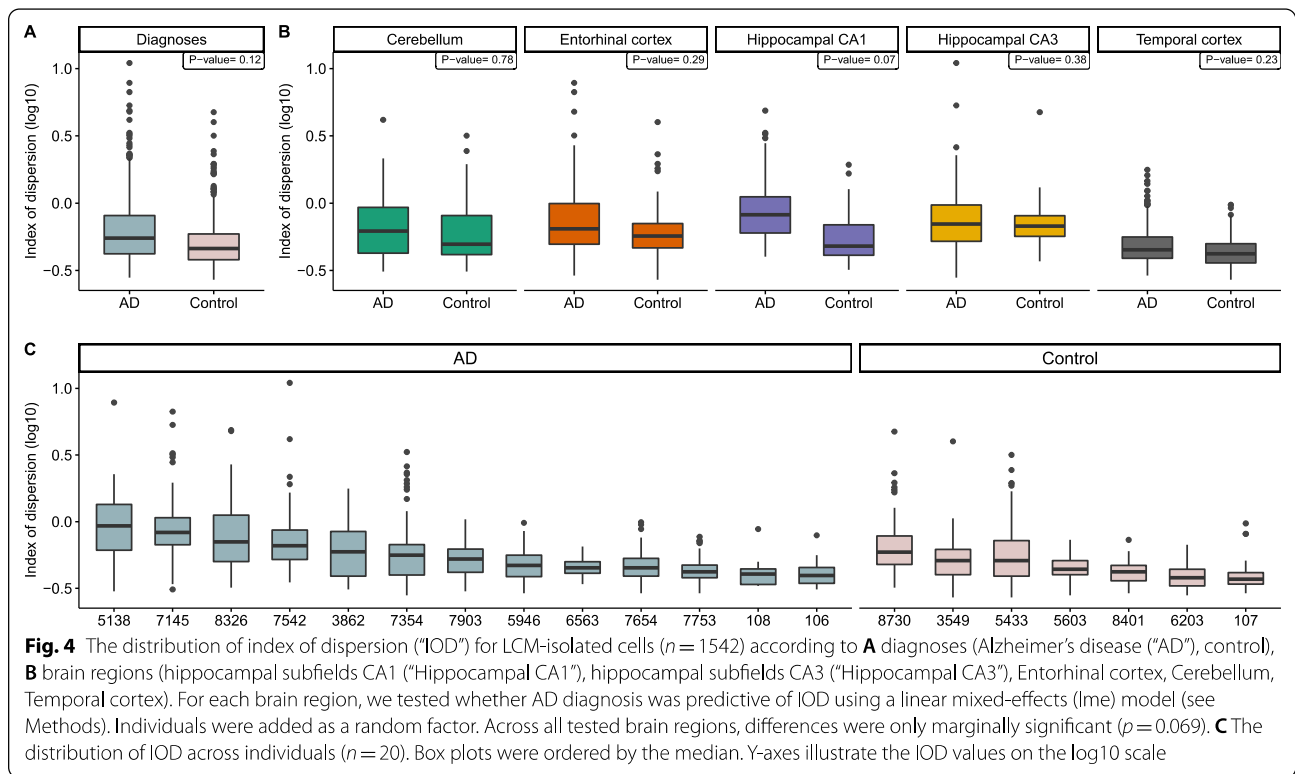 A
B
Diagnoses
Cerebellum
Entorhinal cortex
Hippocampal CA1
Hippocampal CA3
Temporal cortex
P−value= 0.12
P−value= 0.78
P−value= 0.29
P−value= 0.07
P−value= 0.38
P−value= 0.23
Index of dispersion (log10)
1.0
0.5
0.0
−0.5
Index of dispersion (log10)
1.0
0.5
0.0
−0.5
AD Control
AD Control
AD Control
AD Control
AD Control
AD Control
C
AD
Control
Index of dispersion (log10)
1.0
0.5
0.0
−0.5
5138 7145 8326 7542 3862 7354 7903 5946 6563 7654 7753 108 106
8730 3549 5433 5603 8401 6203 107
Fig. 4 The distribution of index of dispersion (“IOD”) for LCM-isolated cells (n = 1542) according to A diagnoses (Alzheimer’s disease (“AD”), control),
B brain regions (hippocampal subfields CA1 (“Hippocampal CA1”), hippocampal subfields CA3 (“Hippocampal CA3”), Entorhinal cortex, Cerebellum,
Temporal cortex). For each brain region, we tested whether AD diagnosis was predictive of IOD using a linear mixed-effects (lme) model (see
Methods). Individuals were added as a random factor. Across all tested brain regions, differences were only marginally significant (p = 0.069). C The
distribution of IOD across individuals (n = 20). Box plots were ordered by the median. Y-axes illustrate the IOD values on the log10 scale